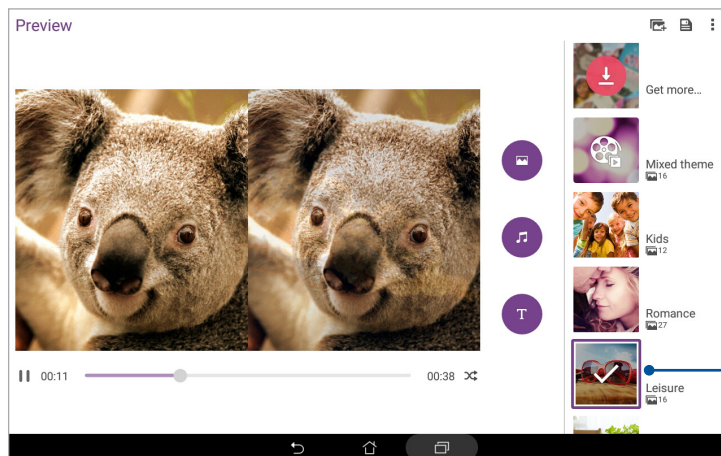 Preview
Get more...
Mixed theme
16
Kids
12
T
Romance
27
00:11
00:38
Leisure
16